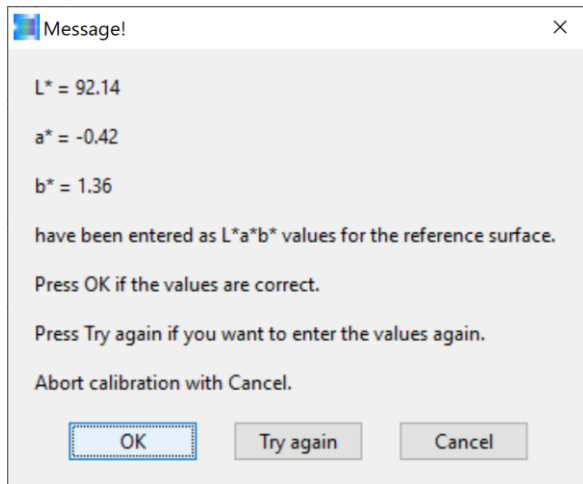 Message!
L* = 92.14
a* = -0.42
b* = 1.36
have been entered as L*a*b* values for the reference surface.
Press OK if the values are correct.
Press Try again if you want to enter the values again.
Abort calibration with Cancel.
OK Try again Cancel